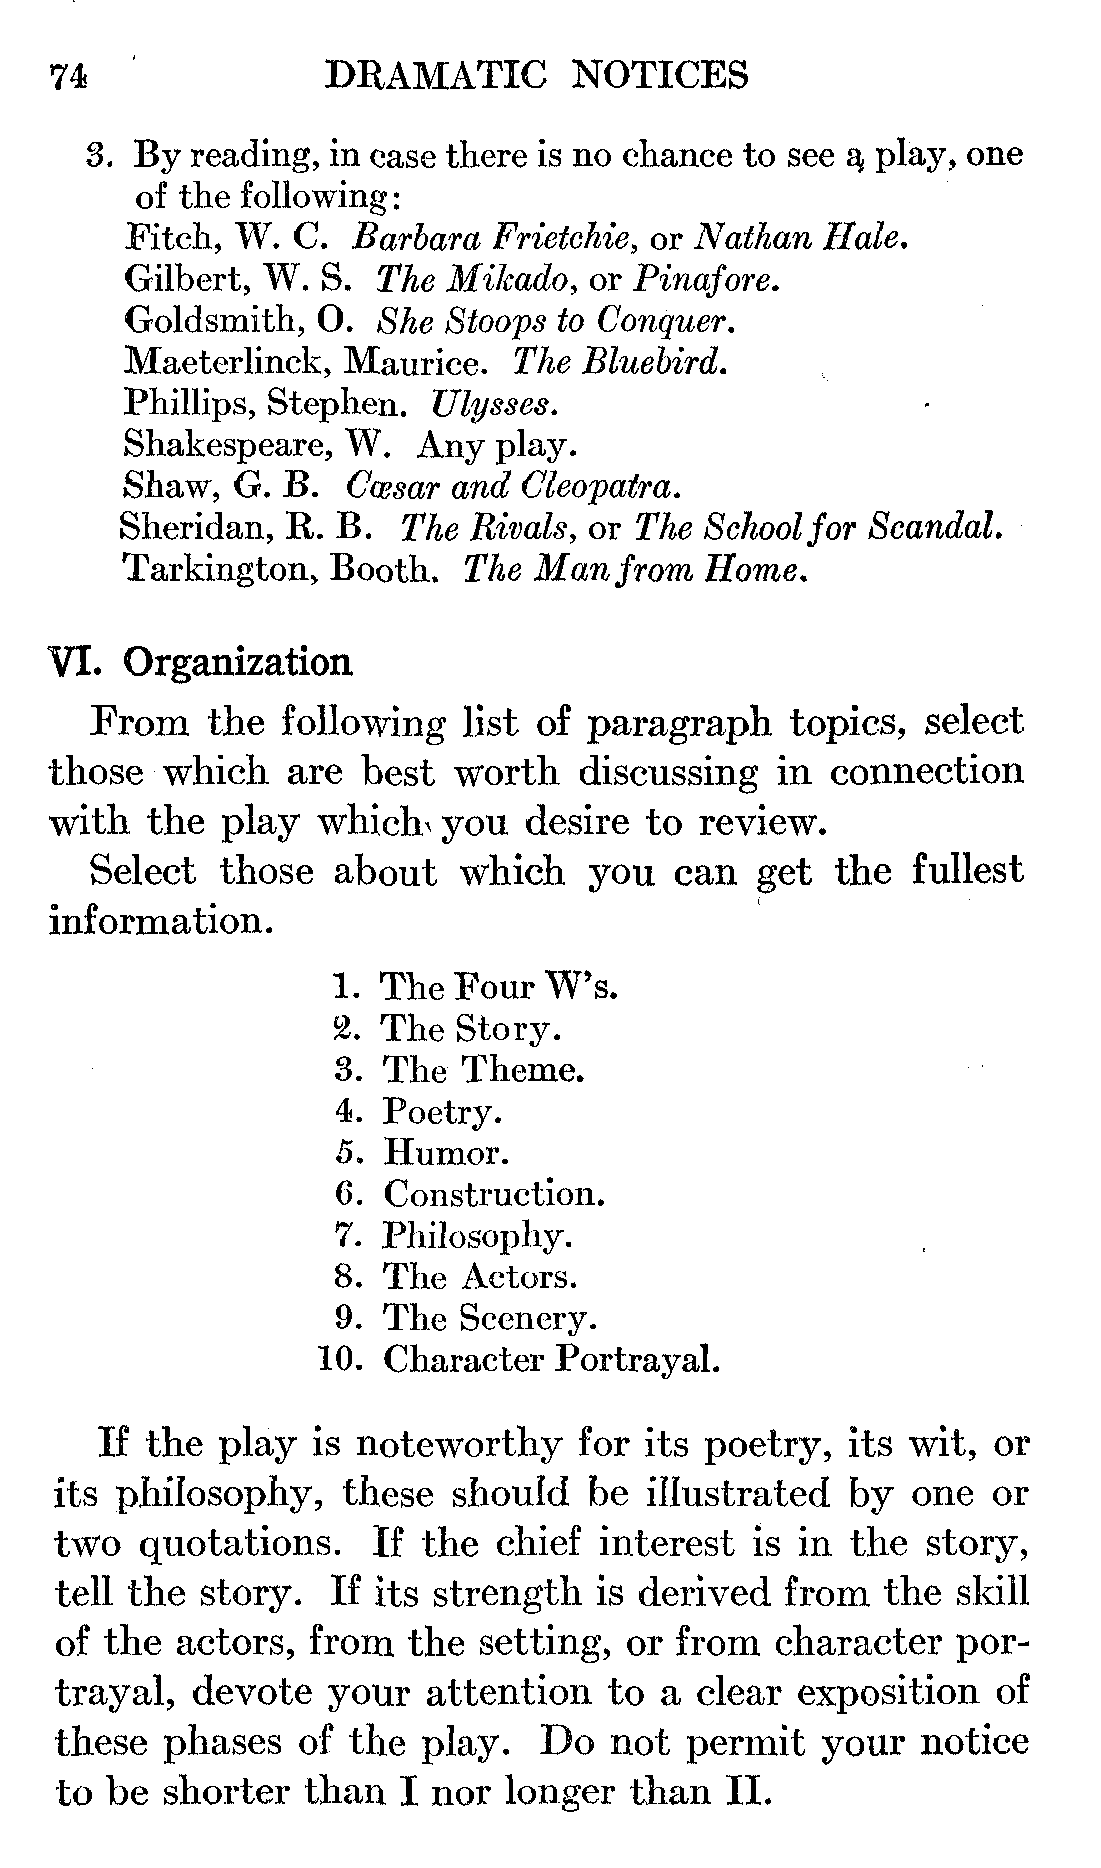 74 DRAMATIC NOTICES
3. By reading, in case there is no chance to see a play, one
of the following:
Fitch, W. C. Barbara Frietchie, or Nathan Hale.
Gilbert, W. S. The Mikado, or Pinafore.
Goldsmith, O. She Stoops to Conquer.
Maeterlinck, Maurice. The Bluebird.
Phillips, Stephen. Ulysses.
Shakespeare, W. Any play.
Shaw, G. B. Cæsar and Cleopatra.
Sheridan, R. B. The Rivals, or The School for Scandal.
Tarkington, Booth. The Man from Home.
VI. Organization
From the following list of paragraph topics, select
those which are best worth discussing in connection
with the play which you desire to review.
Select those about which you can get the fullest
information.
1. The Four W's.
2. The Story.
3. The Theme.
4. Poetry.
5. Humor.
6. Construction.
7. Philosophy.
8. The Actors.
9. The Scenery.
10. Character Portrayal.
If the play is noteworthy for its poetry, its wit, or
its philosophy, these should be illustrated by one or
two quotations. If the chief interest is in the story,
tell the story. If its strength is derived from the skill
of the actors, from the setting, or from character por-
trayal, devote your attention to a clear exposition of
these phases of the play. Do not permit your notice
to be shorter than I nor longer than II.